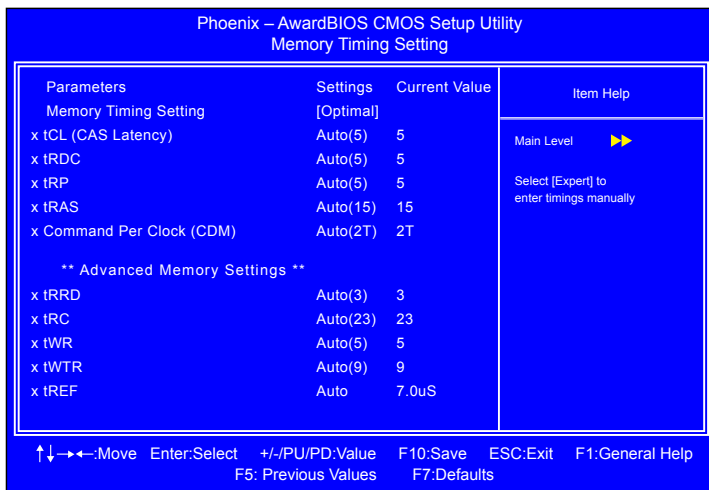 Phoenix – AwardBIOS CMOS Setup Utility
Memory Timing Setting
Parameters Settings Current Value
Memory Timing Setting [Optimal]
x tCL (CAS Latency) Auto(5) 5
x tRDC Auto(5) 5
x tRP Auto(5) 5
x tRAS Auto(15) 15
x Command Per Clock (CDM) Auto(2T) 2T
** Advanced Memory Settings **
x tRRD Auto(3) 3
x tRC Auto(23) 23
x tWR Auto(5) 5
x tWTR Auto(9) 9
x tREF Auto 7.0uS
Item Help
Main Level
Select [Expert] to
enter timings manually
↑↓→←:Move Enter:Select +/-/PU/PD:Value F10:Save ESC:Exit F1:General Help
F5: Previous Values F7:Defaults